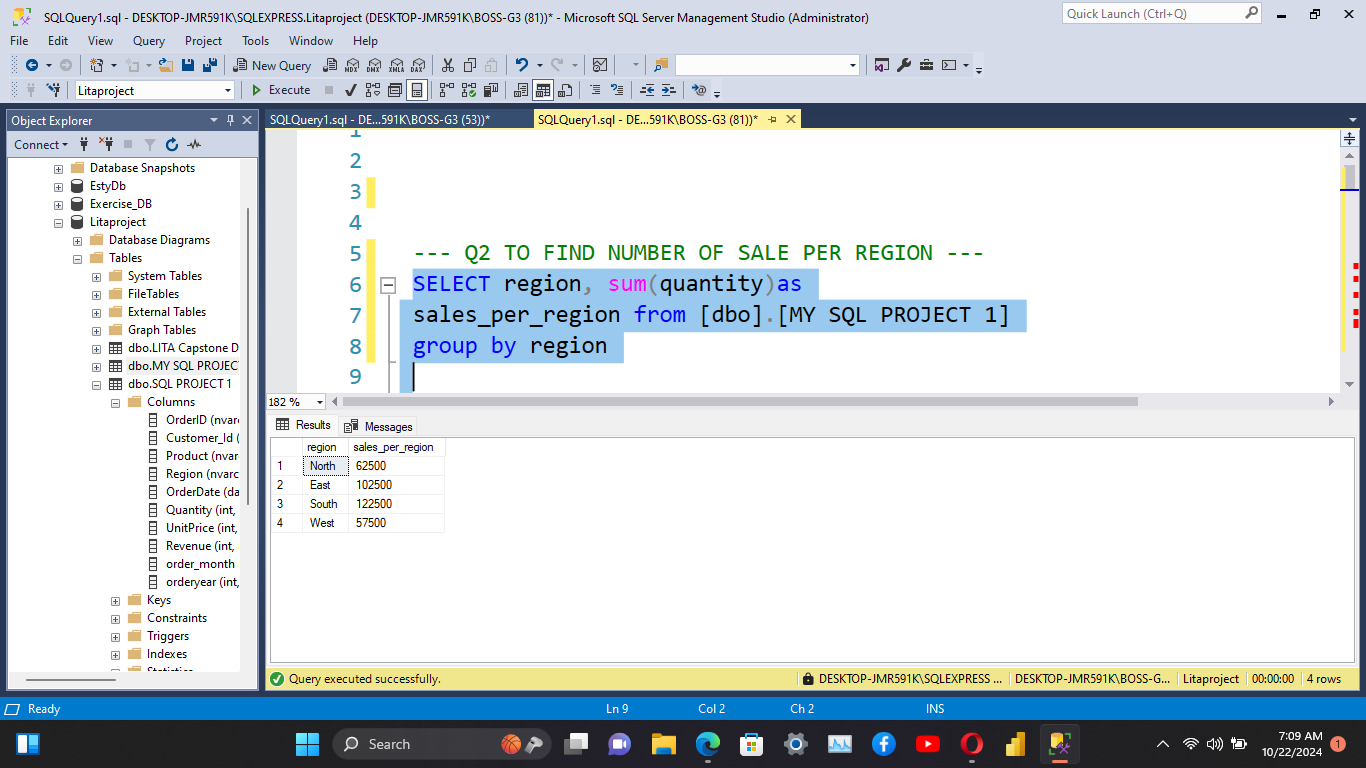 SQLQuery1.sql - DESKTOP-JMR591K\SQLEXPRESS.Litaproject (DESKTOP-JMR591K\BOSS-G3 (81))* - Microsoft SQL Server Management Studio (Administrator)
Quick Launch (Ctrl+Q)
File Edit View Query Project Tools Window Help
New Query MDX DMX XMLA DAX
Litaproject Execute
Object Explorer
SQLQuery1.sql - DE...591K\BOSS-G3 (53))*
SQLQuery1.sql - DE...591K\BOSS-G3 (81))*
Connect
Database Snapshots
EstyDb
Exercise_DB
Litaproject
Database Diagrams
Tables
System Tables
FileTables
External Tables
Graph Tables
dbo.LITA Capstone D
dbo.MY SQL PROJEC
dbo.SQL PROJECT 1
Columns
OrderID (nvar
Customer_Id (
Product (nvar
Region (nvarc
OrderDate (da
Quantity (int,
UnitPrice (int,
Revenue (int,
order_month
orderyear (int,
Keys
Constraints
Triggers
Indexes
Statistics
1
2
3
4
5 --- Q2 TO FIND NUMBER OF SALE PER REGION ---
6 SELECT region, sum(quantity)as
7 sales_per_region from [dbo].[MY SQL PROJECT 1]
8 group by region
9
182 %
Results Messages
region sales_per_region
1 North 62500
2 East 102500
3 South 122500
4 West 57500
Query executed successfully.
DESKTOP-JMR591K\SQLEXPRESS ... DESKTOP-JMR591K\BOSS-G... Litaproject 00:00:00 4 rows
Ready Ln 9 Col 2 Ch 2 INS
Search
7:09 AM
10/22/2024
1